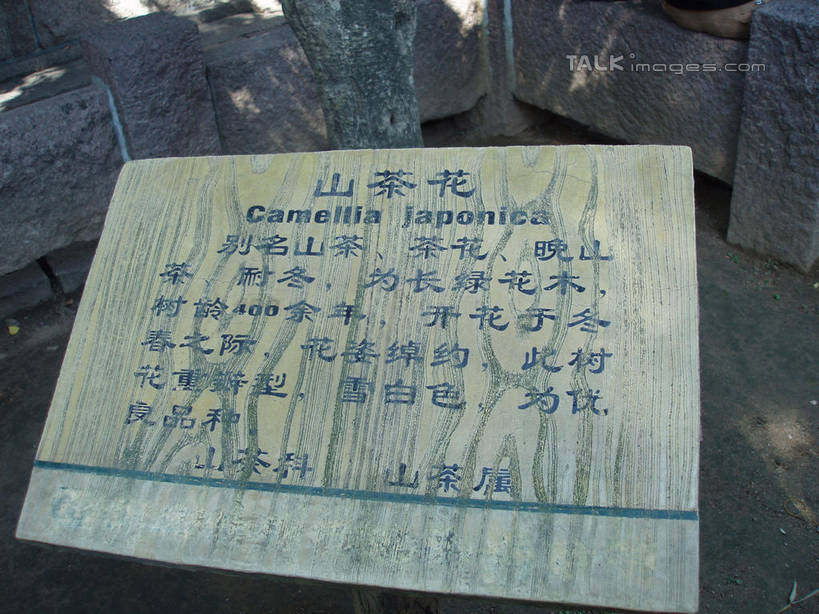 TALKimages.com
山茶花
Camellia japonica
别名山茶、茶花、晚山
茶、耐冬，为长绿花木，
树龄400余年，开花于冬
春之际，花姿绰约，此树
花重瓣型，雪白色，为优
良品种
山茶科 山茶属